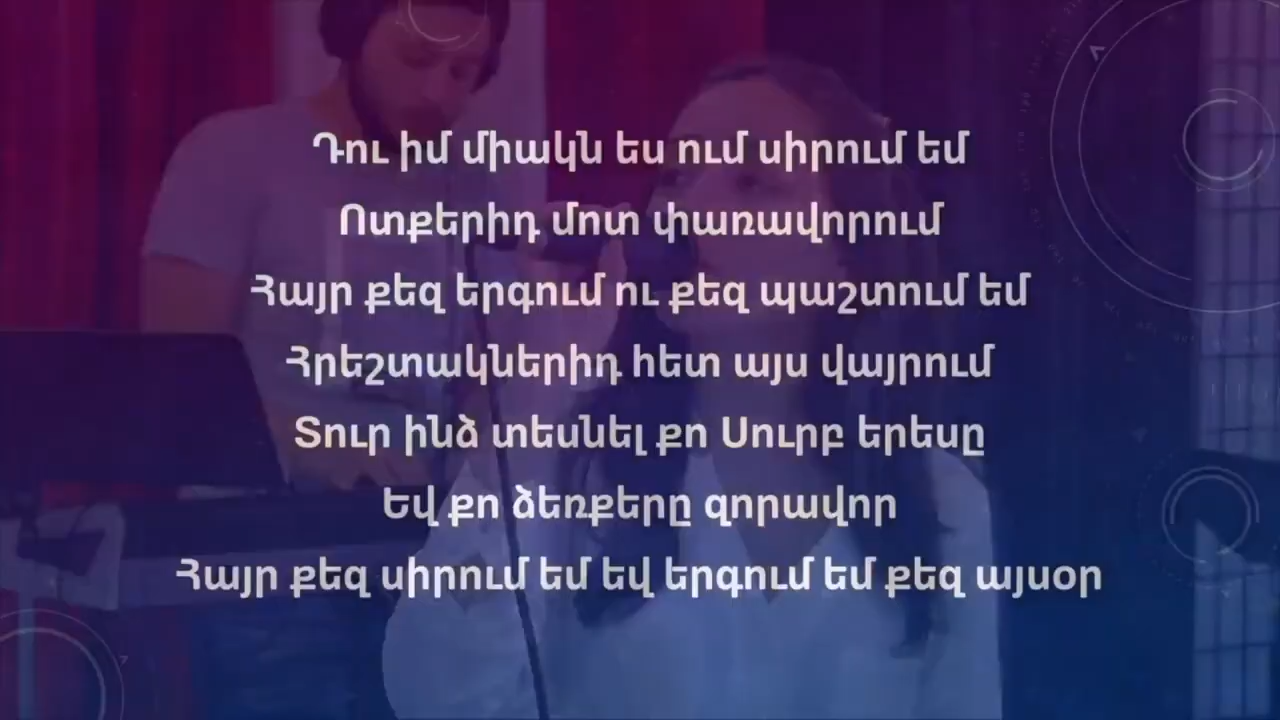 Դու իմ միակն ես ում սիրում եմ
Ոտքերիդ մոտ փառավորում
Հայր քեզ երգում ու քեզ պաշտում եմ
Հրեշտակներիդ հետ այս վայրում
Տուր ինձ տեսնել քո Սուրբ երեսը
Եվ քո ձեռքերը զորավոր
Հայր քեզ սիրում եմ եվ երգում եմ քեզ այսօր